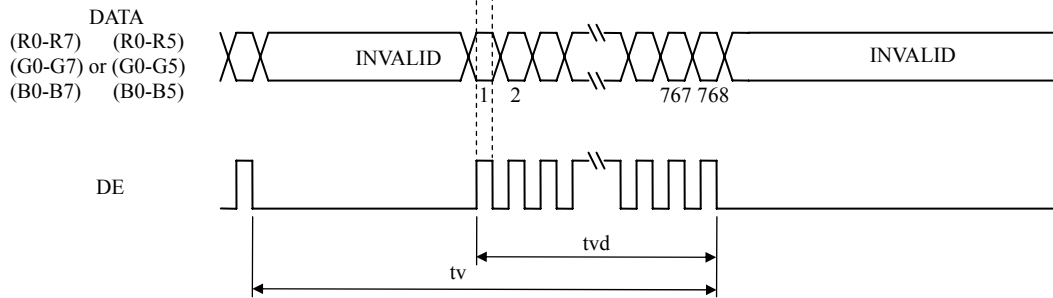 DATA
(R0-R7) (R0-R5)
(G0-G7) or (G0-G5)
(B0-B7) (B0-B5)
INVALID INVALID
1 2 767 768
DE
tvd
tv